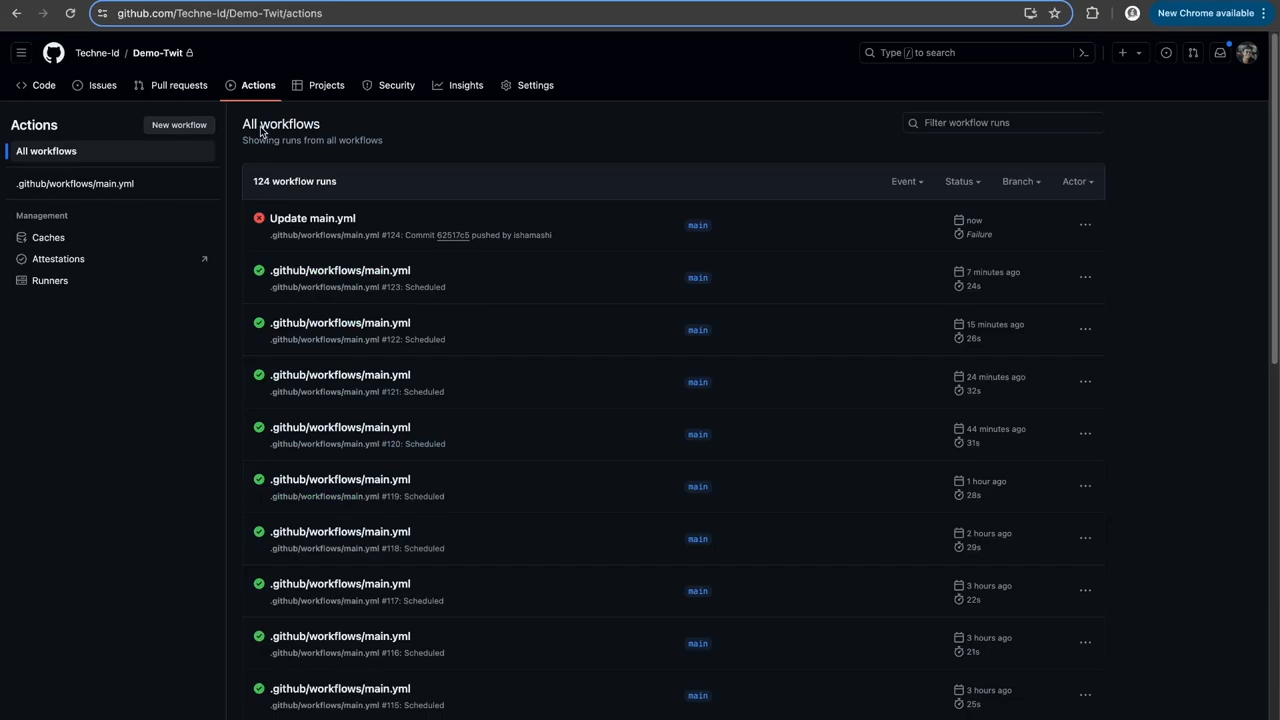 github.com/Techne-Id/Demo-Twit/actions
New Chrome available
Techne-Id / Demo-Twit
Type / to search
Code
Issues
Pull requests
Actions
Projects
Security
Insights
Settings
Actions
New workflow
All workflows
.github/workflows/main.yml
Management
Caches
Attestations
Runners
All workflows
Showing runs from all workflows
Filter workflow runs
124 workflow runs
Event
Status
Branch
Actor
Update main.yml
.github/workflows/main.yml #124: Commit 62517c5 pushed by ishamashi
main
now
Failure
.github/workflows/main.yml
.github/workflows/main.yml #123: Scheduled
main
7 minutes ago
24s
.github/workflows/main.yml
.github/workflows/main.yml #122: Scheduled
main
15 minutes ago
26s
.github/workflows/main.yml
.github/workflows/main.yml #121: Scheduled
main
24 minutes ago
32s
.github/workflows/main.yml
.github/workflows/main.yml #120: Scheduled
main
44 minutes ago
31s
.github/workflows/main.yml
.github/workflows/main.yml #119: Scheduled
main
1 hour ago
28s
.github/workflows/main.yml
.github/workflows/main.yml #118: Scheduled
main
2 hours ago
29s
.github/workflows/main.yml
.github/workflows/main.yml #117: Scheduled
main
3 hours ago
22s
.github/workflows/main.yml
.github/workflows/main.yml #116: Scheduled
main
3 hours ago
21s
.github/workflows/main.yml
.github/workflows/main.yml #115: Scheduled
main
3 hours ago
25s